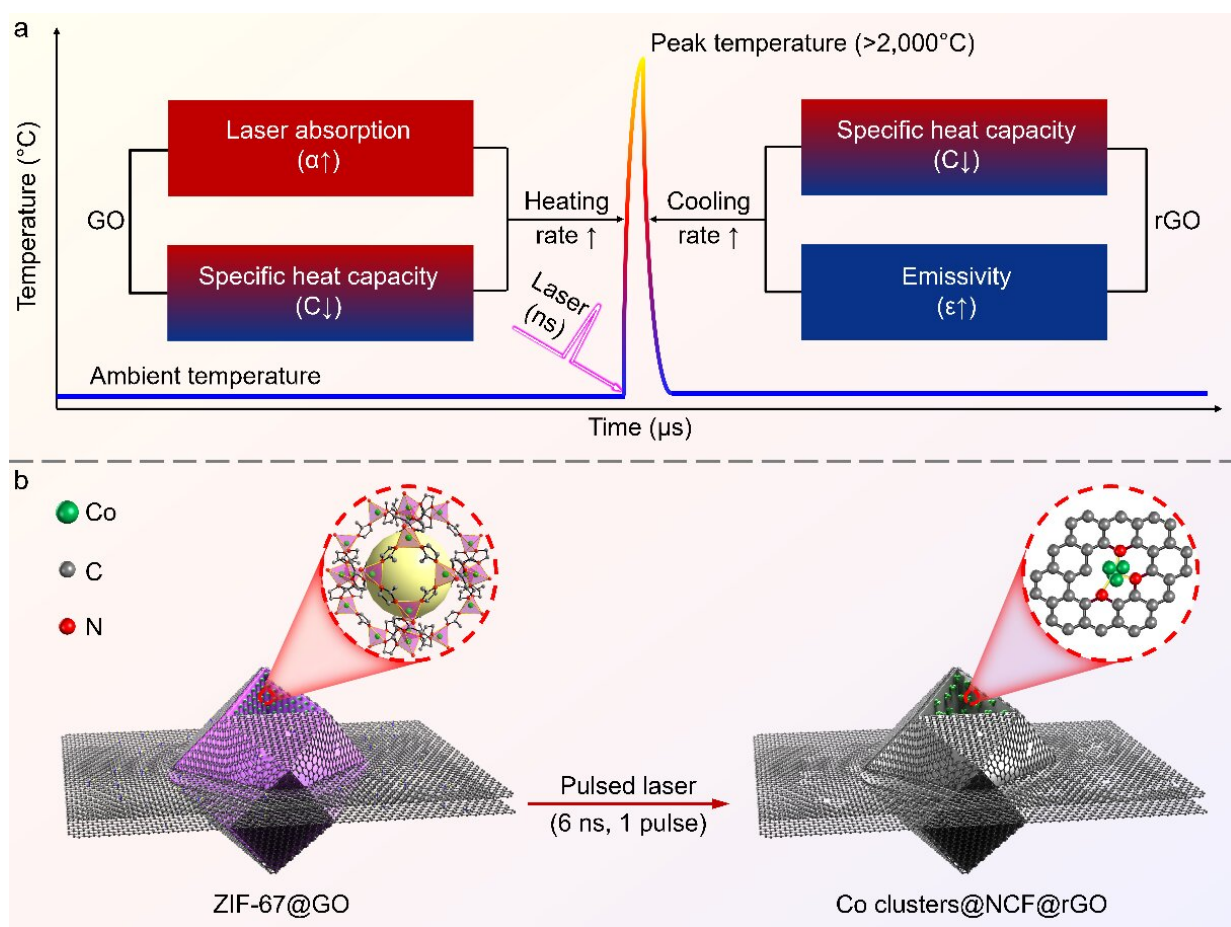 a
Peak temperature (>2,000°C)
Temperature (°C)
Laser absorption
(α↑)
Specific heat capacity
(C↓)
GO
Heating
rate ↑
Cooling
rate ↑
rGO
Specific heat capacity
(C↓)
Emissivity
(ε↑)
Laser
(ns)
Ambient temperature
Time (μs)
b
Co
C
N
Pulsed laser
(6 ns, 1 pulse)
ZIF-67@GO
Co clusters@NCF@rGO